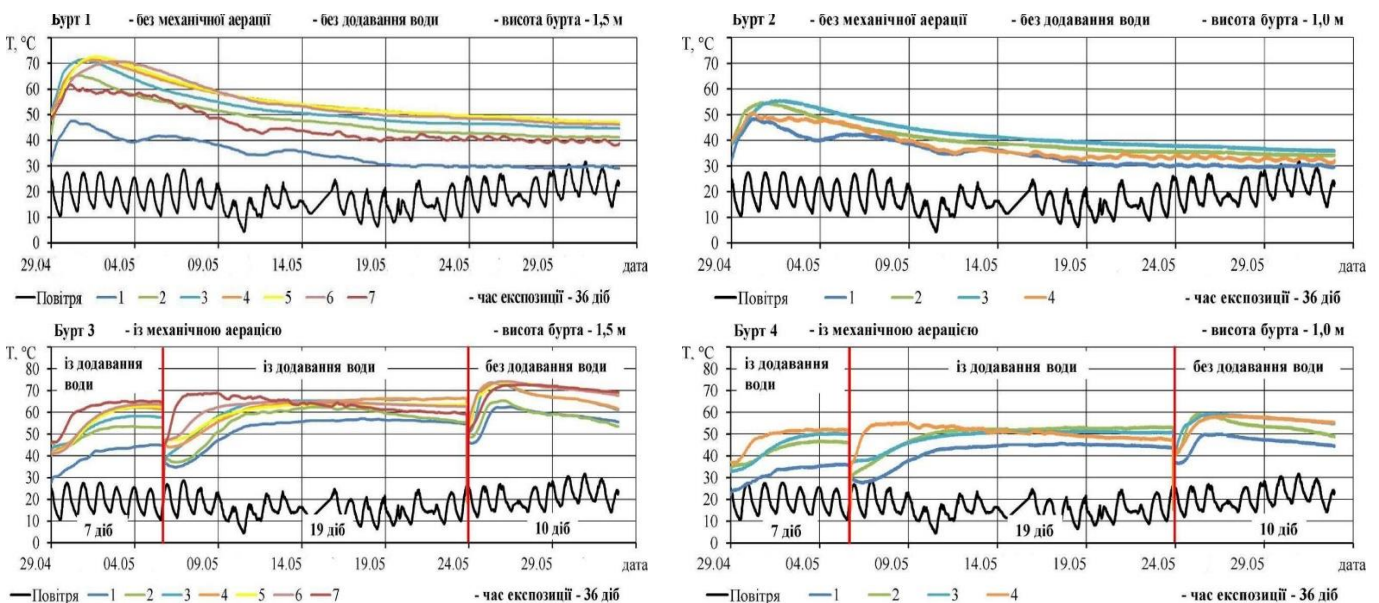 Бурт 1 - без механічної аерації - без додавання води - висота бурта - 1,5 м
Т, °С
80
70
60
50
40
30
20
10
0
29.04 04.05 09.05 14.05 19.05 24.05 29.05 дата
Повітря 1 2 3 4 5 6 7 - час експозиції - 36 діб
Бурт 2 - без механічної аерації - без додавання води - висота бурта - 1,0 м
Т, °С
80
70
60
50
40
30
20
10
0
29.04 04.05 09.05 14.05 19.05 24.05 29.05 дата
Повітря 1 2 3 4 - час експозиції - 36 діб
Бурт 3 - із механічною аерацією - висота бурта - 1,5 м
Т, °С
90
80
70
60
50
40
30
20
10
0
із додавання
води
із додавання води
без додавання води
7 діб 19 діб 10 діб
29.04 04.05 09.05 14.05 19.05 24.05 29.05 дата
Повітря 1 2 3 4 5 6 7 - час експозиції - 36 діб
Бурт 4 - із механічною аерацією - висота бурта - 1,0 м
Т, °С
90
80
70
60
50
40
30
20
10
0
із додавання
води
із додавання води
без додавання води
7 діб 19 діб 10 діб
29.04 04.05 09.05 14.05 19.05 24.05 29.05 дата
Повітря 1 2 3 4 - час експозиції - 36 діб